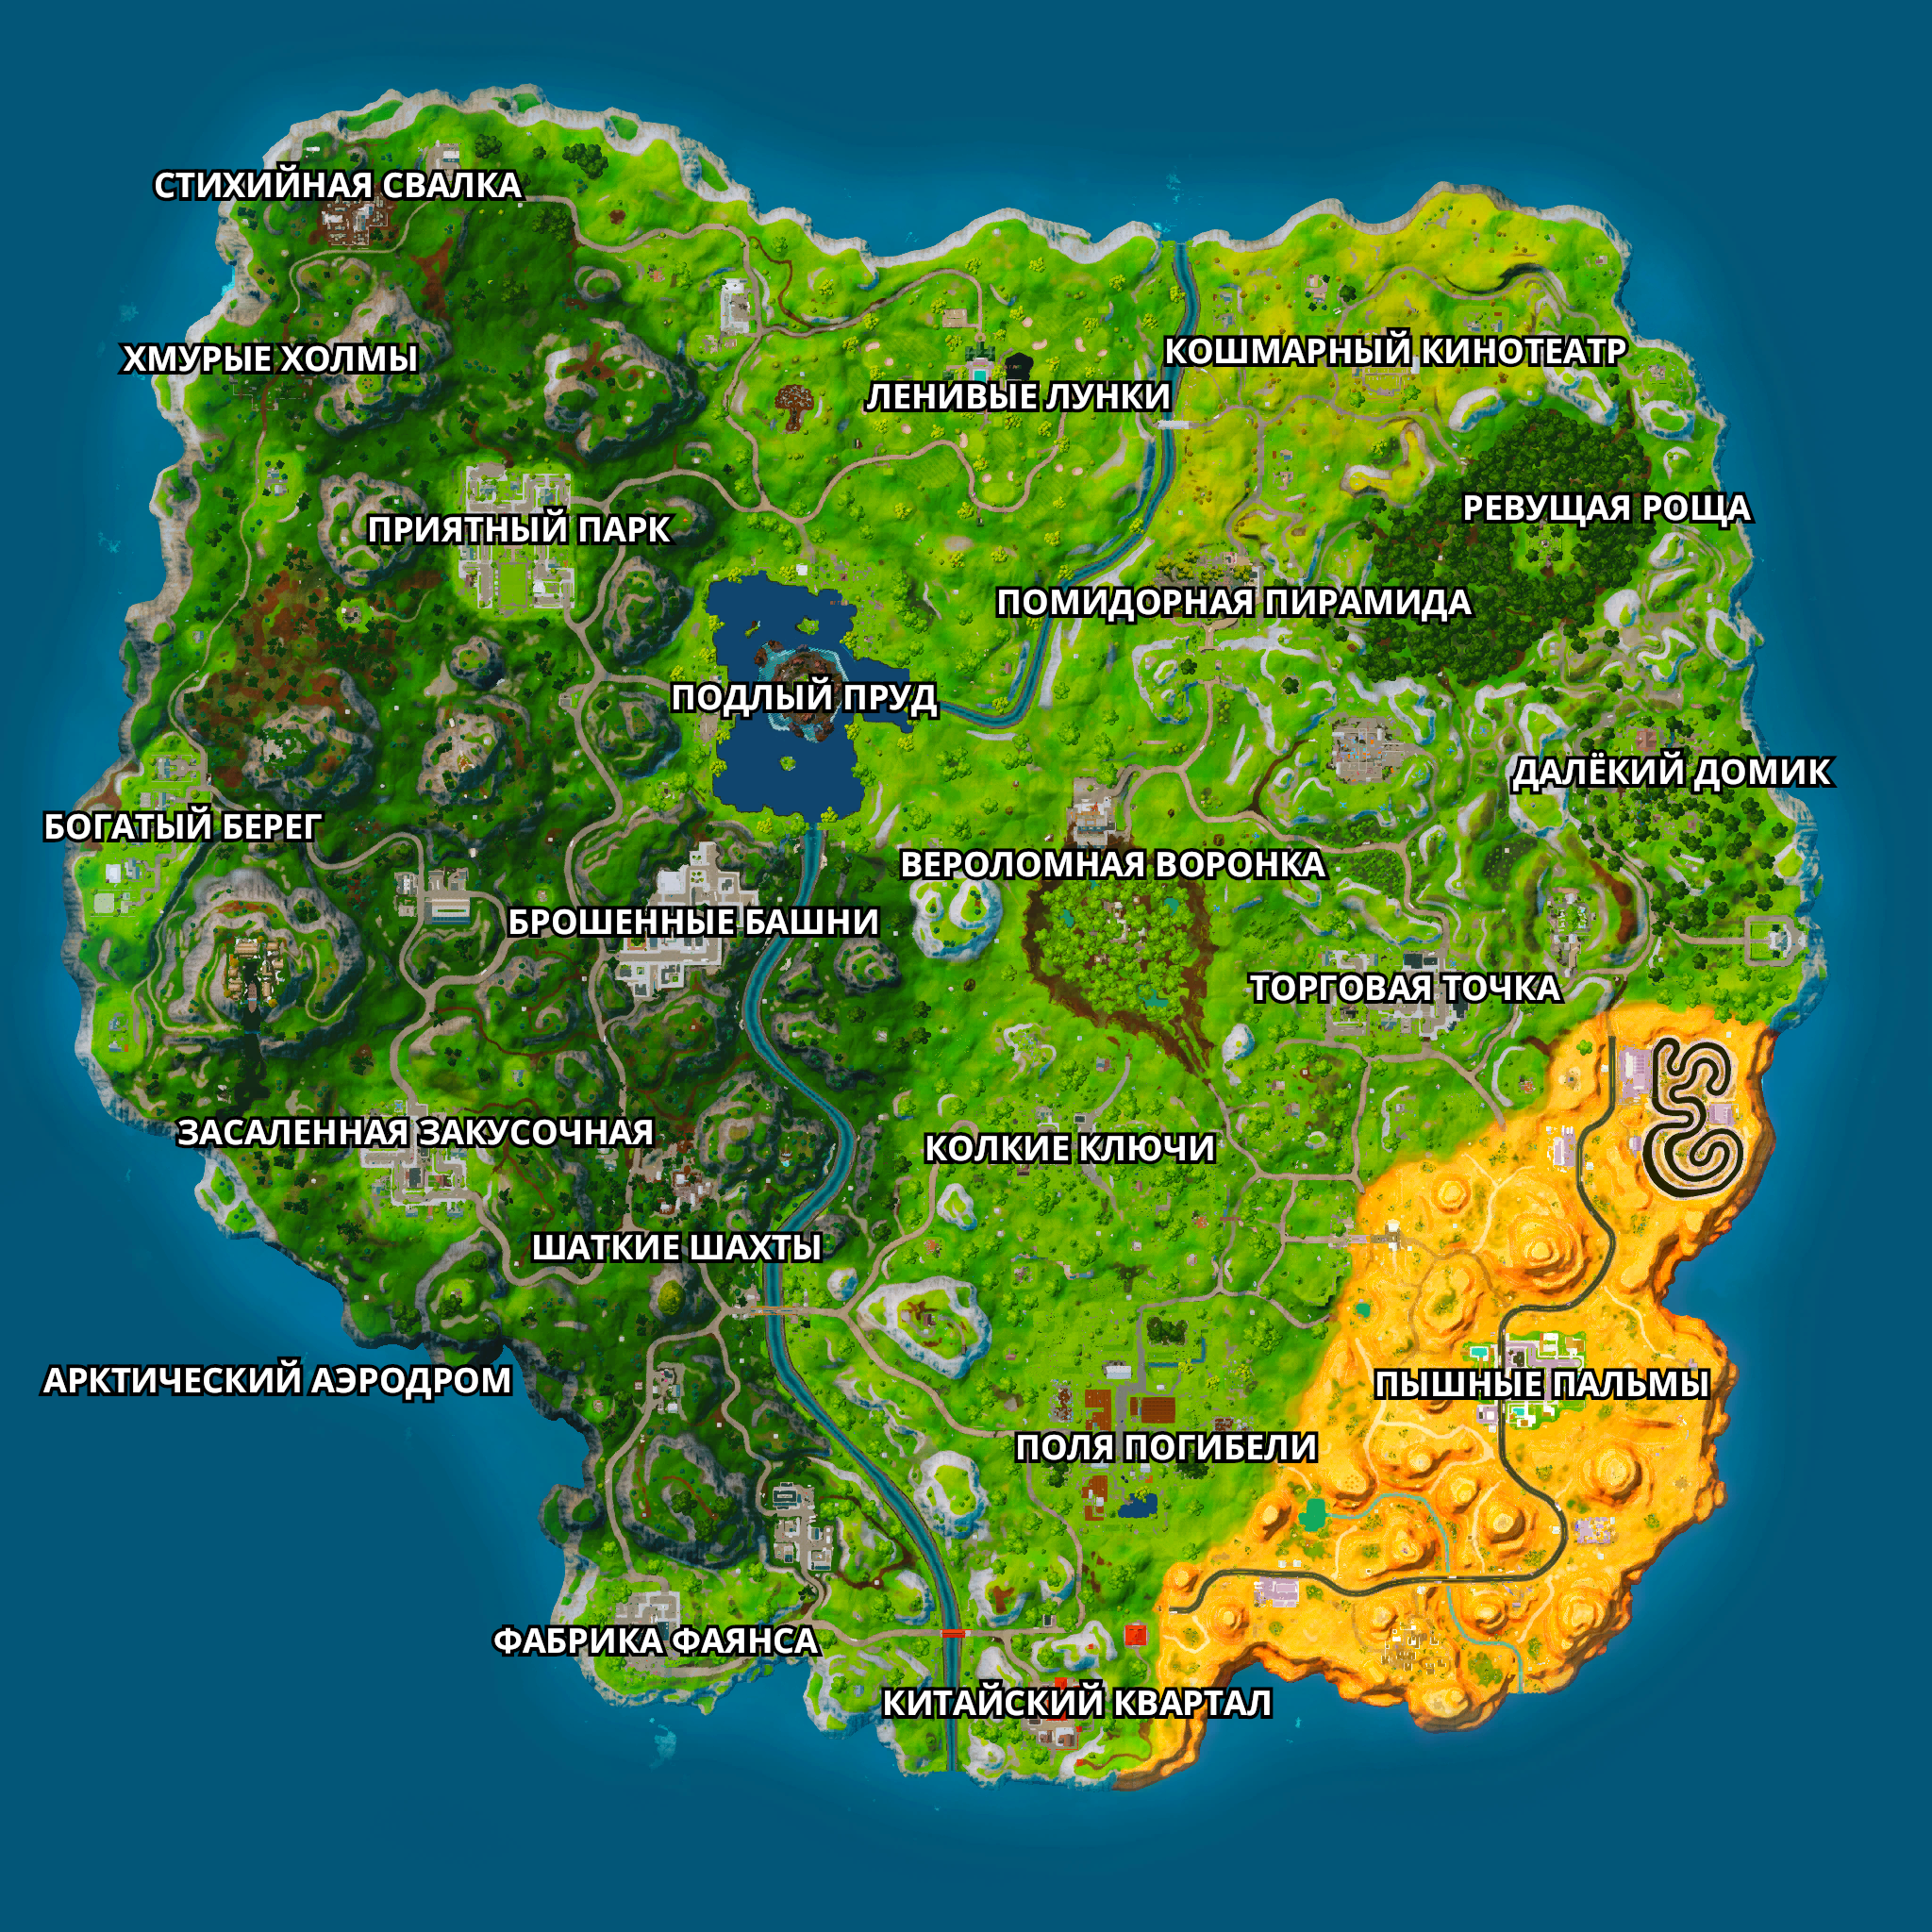 СТИХИЙНАЯ СВАЛКА
ХМУРЫЕ ХОЛМЫ
КОШМАРНЫЙ КИНОТЕАТР
ЛЕНИВЫЕ ЛУНКИ
РЕВУЩАЯ РОЩА
ПРИЯТНЫЙ ПАРК
ПОМИДОРНАЯ ПИРАМИДА
ПОДЛЫЙ ПРУД
ДАЛЁКИЙ ДОМИК
БОГАТЫЙ БЕРЕГ
ВЕРОЛОМНАЯ ВОРОНКА
БРОШЕННЫЕ БАШНИ
ТОРГОВАЯ ТОЧКА
ЗАСАЛЕННАЯ ЗАКУСОЧНАЯ
КОЛКИЕ КЛЮЧИ
ШАТКИЕ ШАХТЫ
АРКТИЧЕСКИЙ АЭРОДРОМ
ПЫШНЫЕ ПАЛЬМЫ
ПОЛЯ ПОГИБЕЛИ
ФАБРИКА ФАЯНСА
КИТАЙСКИЙ КВАРТАЛ